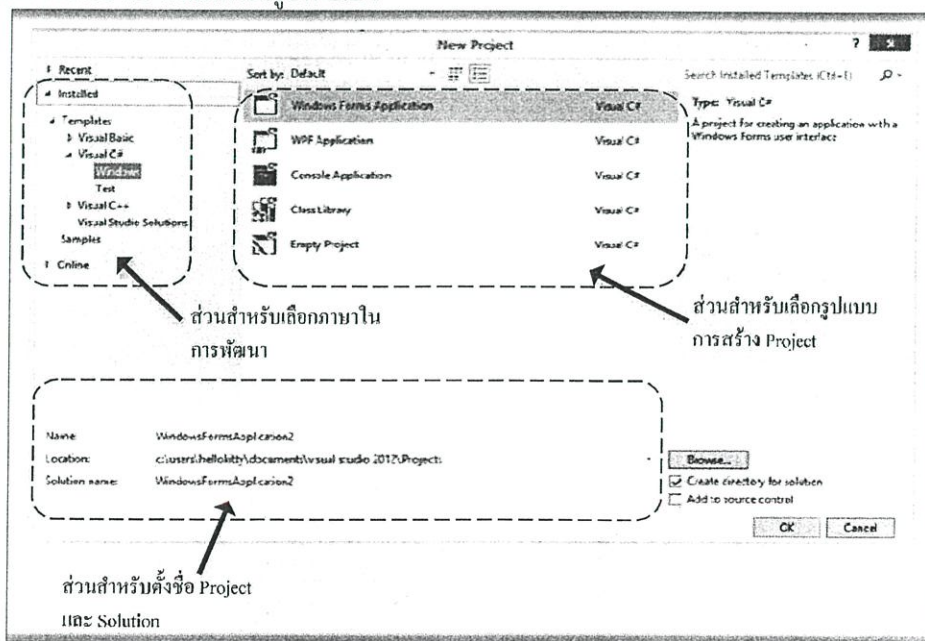 New Project
?
Recent
Sort by: Default
Search Installed Templates (Ctrl+E)
Installed
Windows Forms Application
Visual C#
Type: Visual C#
Templates
A project for creating an application with a
Visual Basic
WPF Application
Visual C#
Windows Forms user interface
Visual C#
Windows
Console Application
Visual C#
Test
Visual C++
Class Library
Visual C#
Visual Studio Solutions
Samples
Empty Project
Visual C#
Online
ส่วนสำหรับเลือกภาษาใน
การพัฒนา
ส่วนสำหรับเลือกรูปแบบ
การสร้าง Project
Name:
WindowsFormsApplication2
Location:
c:\users\hellokitty\documents\visual studio 2012\Projects
Browse...
Solution name:
WindowsFormsApplication2
Create directory for solution
Add to source control
OK
Cancel
ส่วนสำหรับตั้งชื่อ Project
และ Solution